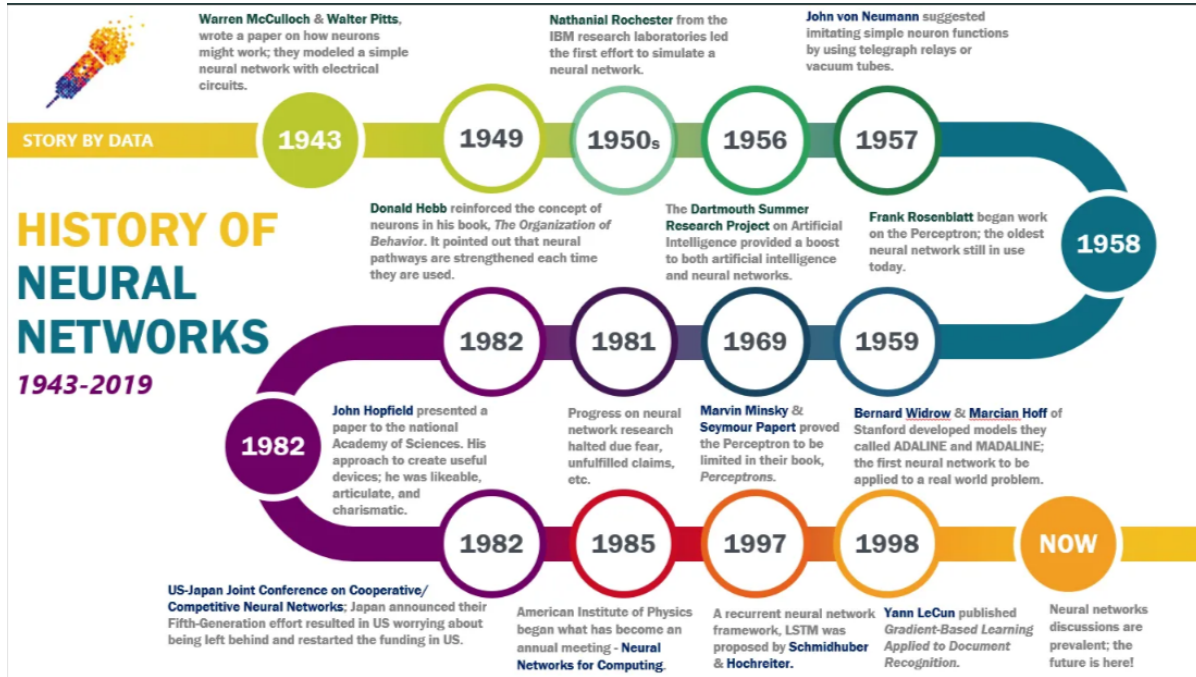 Warren McCulloch & Walter Pitts,
wrote a paper on how neurons
might work; they modeled a simple
neural network with electrical
circuits.
Nathanial Rochester from the
IBM research laboratories led
the first effort to simulate a
neural network.
John von Neumann suggested
imitating simple neuron functions
by using telegraph relays or
vacuum tubes.
STORY BY DATA
1943
1949
1950s
1956
1957
HISTORY OF
NEURAL
NETWORKS
1943-2019
Donald Hebb reinforced the concept of
neurons in his book, The Organization of
Behavior. It pointed out that neural
pathways are strengthened each time
they are used.
The Dartmouth Summer
Research Project on Artificial
Intelligence provided a boost
to both artificial intelligence
and neural networks.
Frank Rosenblatt began work
on the Perceptron; the oldest
neural network still in use
today.
1958
1982
1981
1969
1959
John Hopfield presented a
paper to the national
Academy of Sciences. His
approach to create useful
devices; he was likeable,
articulate, and
charismatic.
Progress on neural
network research
halted due fear,
unfulfilled claims,
etc.
Marvin Minsky &
Seymour Papert proved
the Perceptron to be
limited in their book,
Perceptrons.
Bernard Widrow & Marcian Hoff of
Stanford developed models they
called ADALINE and MADALINE;
the first neural network to be
applied to a real world problem.
1982
1982
1985
1997
1998
NOW
US-Japan Joint Conference on Cooperative/
Competitive Neural Networks; Japan announced their
Fifth-Generation effort resulted in US worrying about
being left behind and restarted the funding in US.
American Institute of Physics
began what has become an
annual meeting - Neural
Networks for Computing.
A recurrent neural network
framework, LSTM was
proposed by Schmidhuber
& Hochreiter.
Yann LeCun published
Gradient-Based Learning
Applied to Document
Recognition.
Neural networks
discussions are
prevalent; the
future is here!